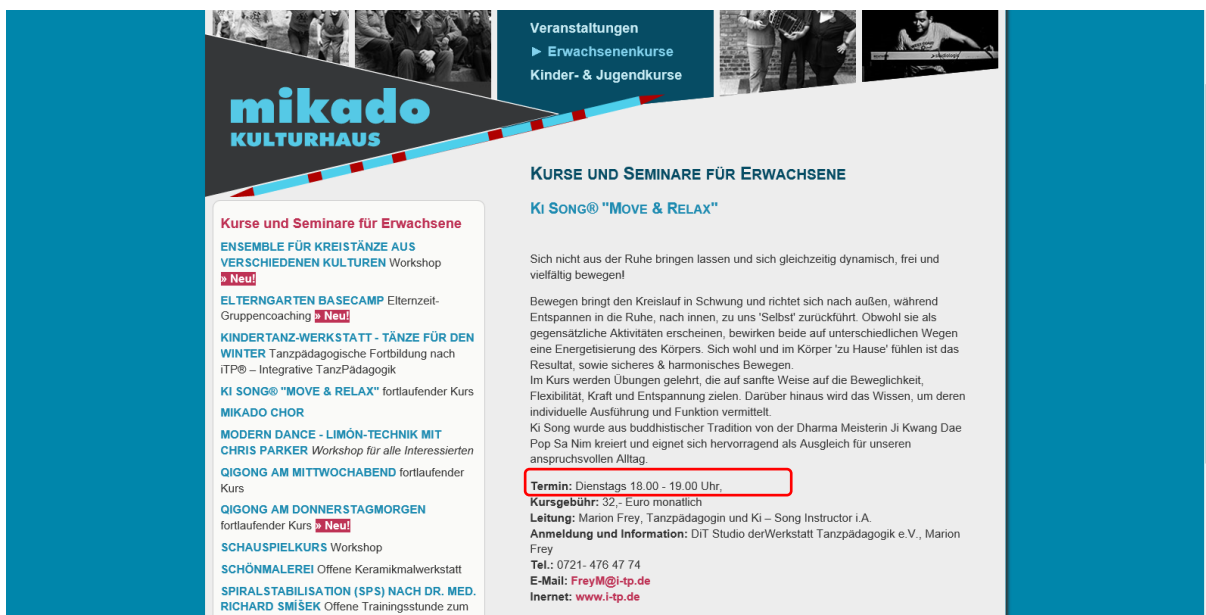 Veranstaltungen
► Erwachsenenkurse
Kinder- & Jugendkurse
mikado
KULTURHAUS
Kurse und Seminare für Erwachsene
ENSEMBLE FÜR KREISTÄNZE AUS
VERSCHIEDENEN KULTUREN Workshop
» Neu!
ELTERNGARTEN BASECAMP Elternzeit-
Gruppencoaching » Neu!
KINDERTANZ-WERKSTATT - TÄNZE FÜR DEN
WINTER Tanzpädagogische Fortbildung nach
iTP® – Integrative TanzPädagogik
KI SONG® "MOVE & RELAX" fortlaufender Kurs
MIKADO CHOR
MODERN DANCE - LIMÓN-TECHNIK MIT
CHRIS PARKER Workshop für alle Interessierten
QIGONG AM MITTWOCHABEND fortlaufender
Kurs
QIGONG AM DONNERSTAGMORGEN
fortlaufender Kurs » Neu!
SCHAUSPIELKURS Workshop
SCHÖNMALEREI Offene Keramikmalwerkstatt
SPIRALSTABILISATION (SPS) NACH DR. MED.
RICHARD SMÍŠEK Offene Trainingsstunde zum
KURSE UND SEMINARE FÜR ERWACHSENE
KI SONG® "MOVE & RELAX"
Sich nicht aus der Ruhe bringen lassen und sich gleichzeitig dynamisch, frei und
vielfältig bewegen!
Bewegen bringt den Kreislauf in Schwung und richtet sich nach außen, während
Entspannen in die Ruhe, nach innen, zu uns 'Selbst' zurückführt. Obwohl sie als
gegensätzliche Aktivitäten erscheinen, bewirken beide auf unterschiedlichen Wegen
eine Energetisierung des Körpers. Sich wohl und im Körper 'zu Hause' fühlen ist das
Resultat, sowie sicheres & harmonisches Bewegen.
Im Kurs werden Übungen gelehrt, die auf sanfte Weise auf die Beweglichkeit,
Flexibilität, Kraft und Entspannung zielen. Darüber hinaus wird das Wissen, um deren
individuelle Ausführung und Funktion vermittelt.
Ki Song wurde aus buddhistischer Tradition von der Dharma Meisterin Ji Kwang Dae
Pop Sa Nim kreiert und eignet sich hervorragend als Ausgleich für unseren
anspruchsvollen Alltag.
Termin: Dienstags 18.00 - 19.00 Uhr,
Kursgebühr: 32,- Euro monatlich
Leitung: Marion Frey, Tanzpädagogin und Ki – Song Instructor i.A.
Anmeldung und Information: DiT Studio derWerkstatt Tanzpädagogik e.V., Marion
Frey
Tel.: 0721- 476 47 74
E-Mail: FreyM@i-tp.de
Inernet: www.i-tp.de